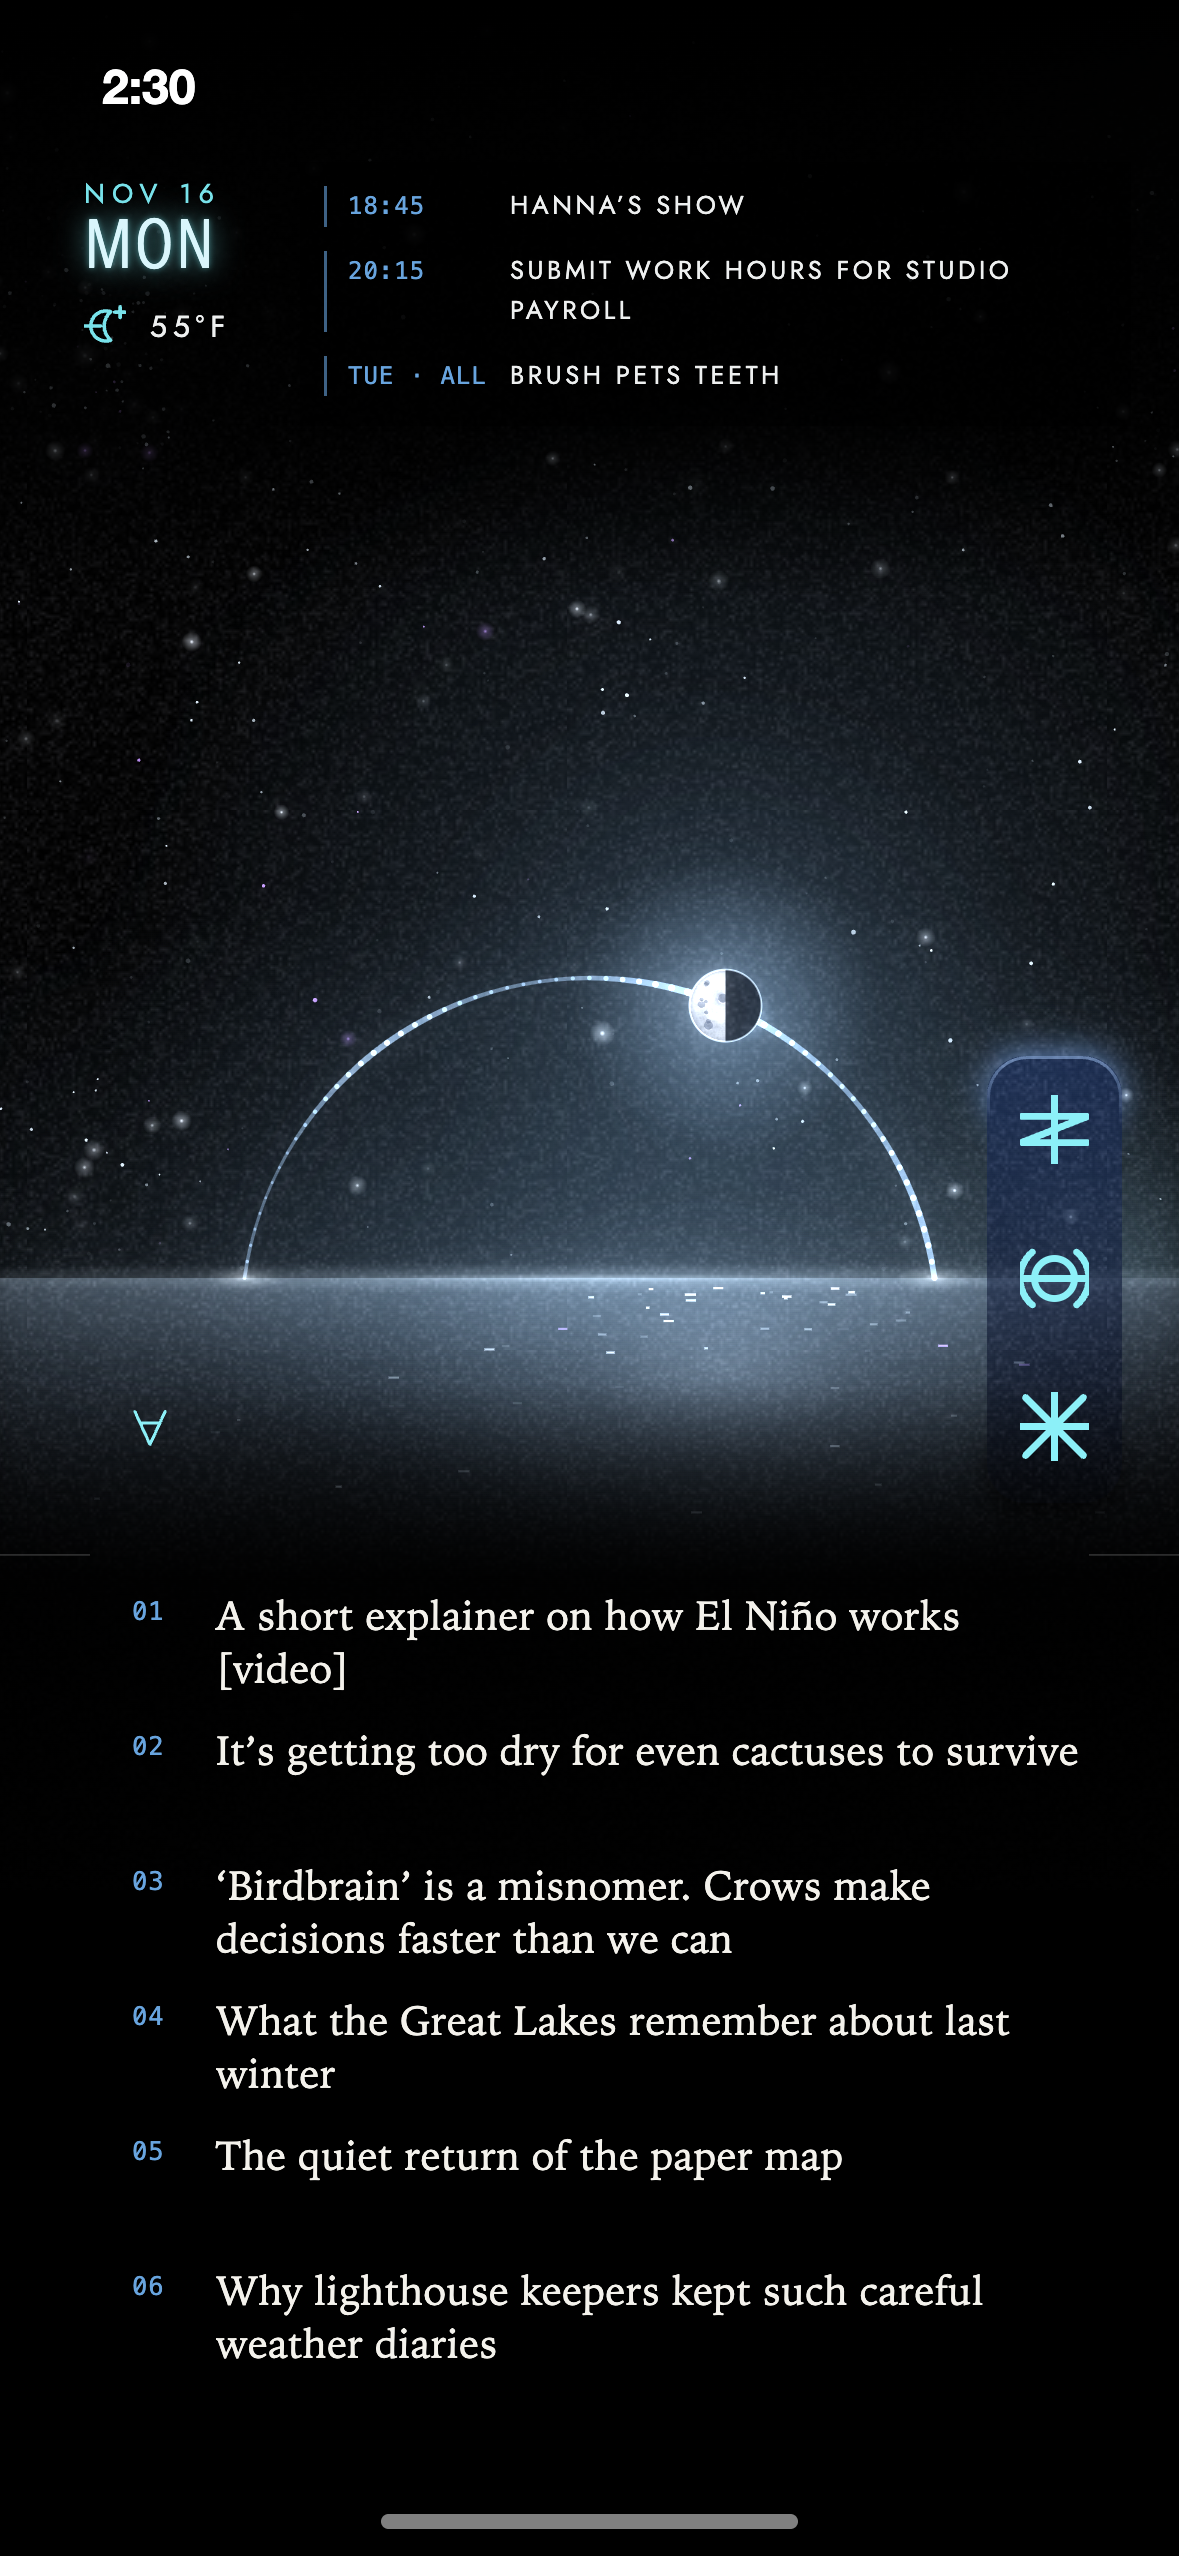 2:30
NOV 16
MON
55°F
18:45 HANNA’S SHOW
20:15 SUBMIT WORK HOURS FOR STUDIO
PAYROLL
TUE · ALL BRUSH PETS TEETH
01 A short explainer on how El Niño works
[video]
02 It’s getting too dry for even cactuses to survive
03 ‘Birdbrain’ is a misnomer. Crows make
decisions faster than we can
04 What the Great Lakes remember about last
winter
05 The quiet return of the paper map
06 Why lighthouse keepers kept such careful
weather diaries